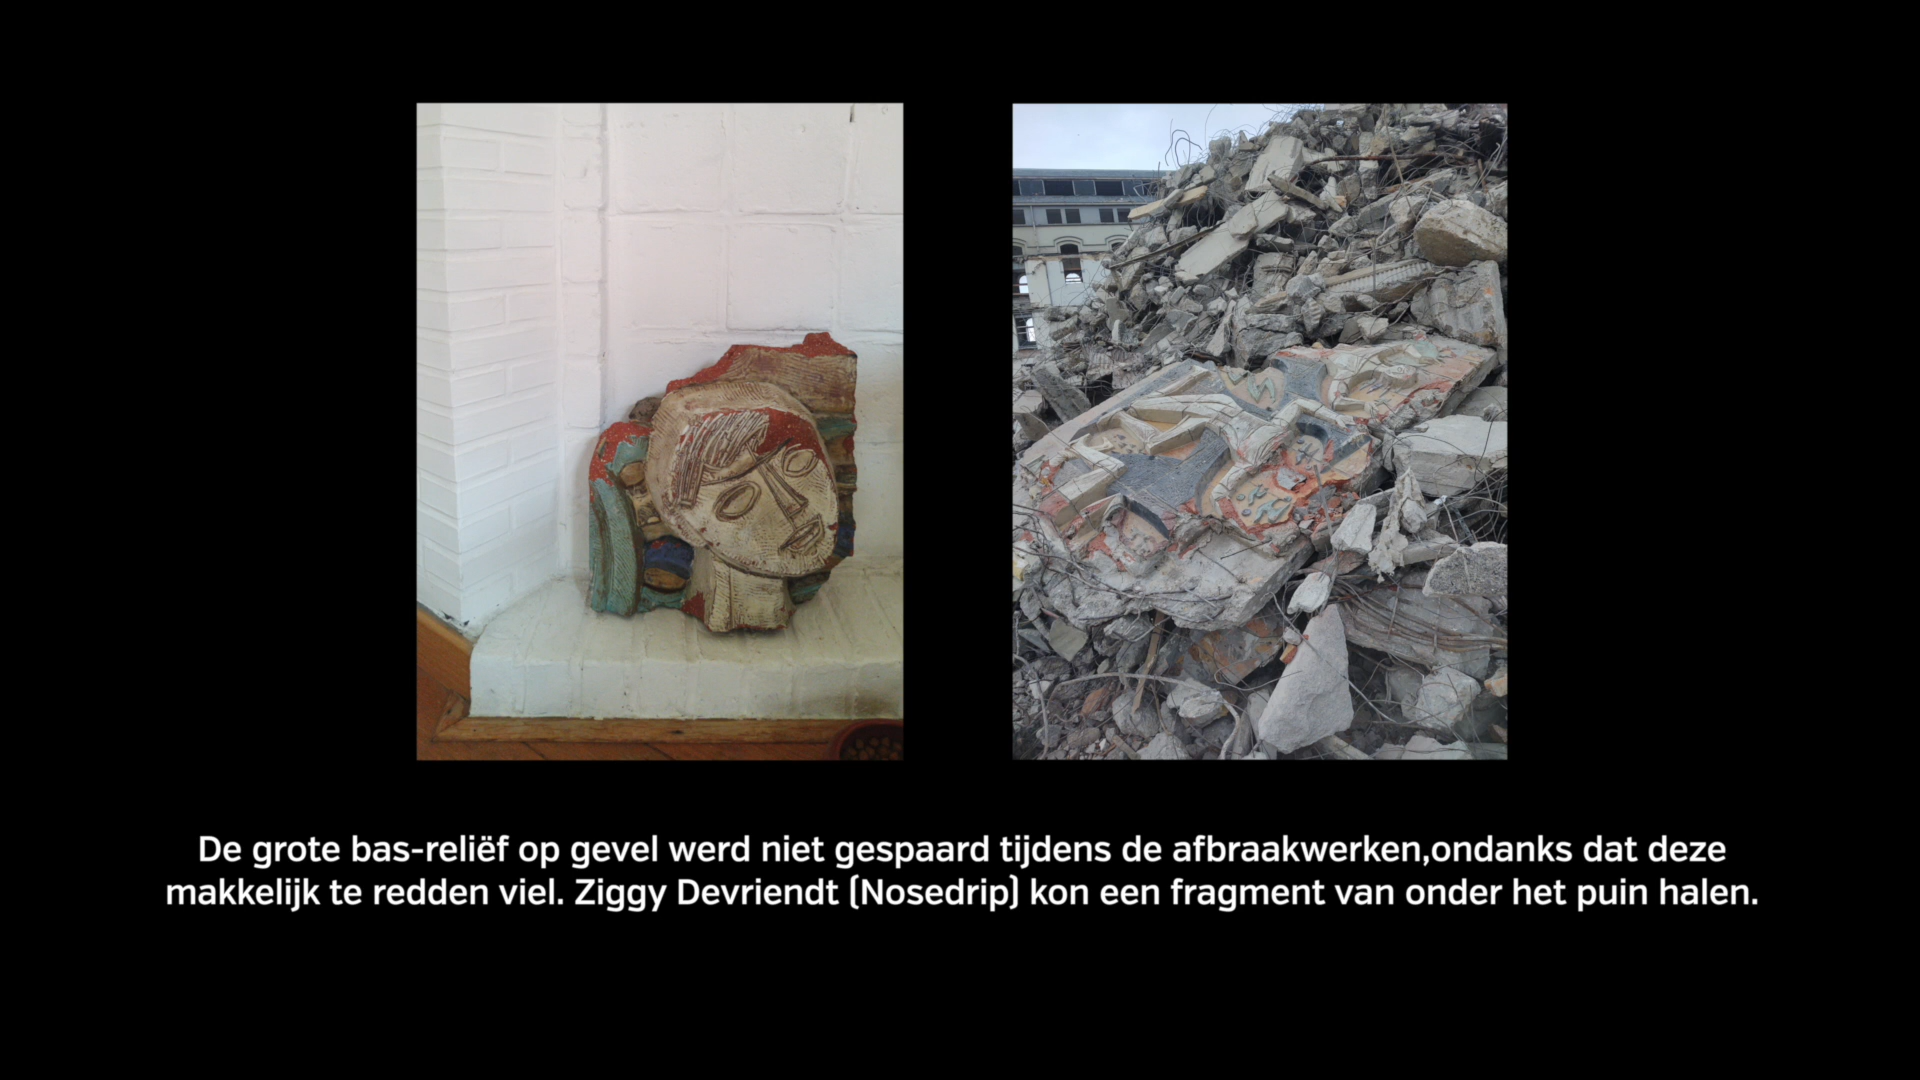 De grote bas-reliëf op gevel werd niet gespaard tijdens de afbraakwerken,ondanks dat deze
makkelijk te redden viel. Ziggy Devriendt (Nosedrip) kon een fragment van onder het puin halen.